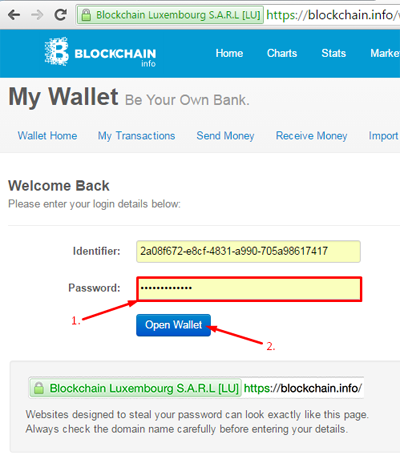 Blockchain Luxembourg S.A.R.L [LU] https://blockchain.info/
BLOCKCHAIN
info
Home Charts Stats Marke
My Wallet Be Your Own Bank.
Wallet Home My Transactions Send Money Receive Money Import
Welcome Back
Please enter your login details below:
Identifier: 2a08f672-e8cf-4831-a990-705a98617417
Password: •••••••••••••
1.
Open Wallet
2.
Blockchain Luxembourg S.A.R.L [LU] https://blockchain.info/
Websites designed to steal your password can look exactly like this page.
Always check the domain name carefully before entering your details.